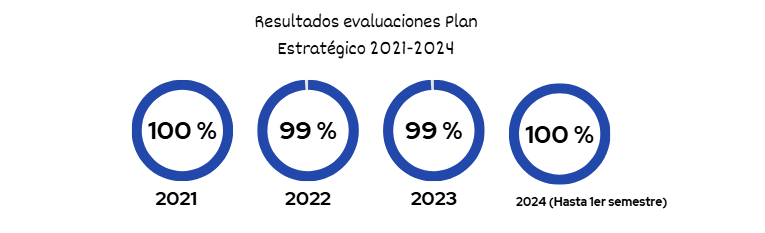 Resultados evaluaciones Plan
Estratégico 2021-2024
100 %
99 %
99 %
100 %
2021
2022
2023
2024 (Hasta 1er semestre)